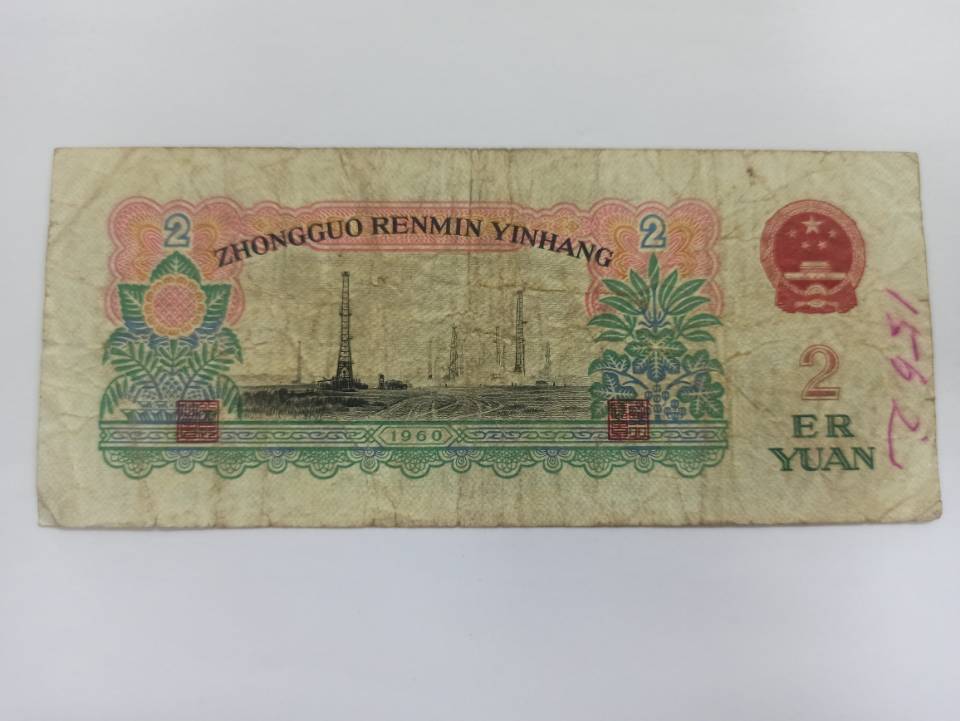 2
2
ZHONGGUO RENMIN YINHANG
1960
2
ER
YUAN